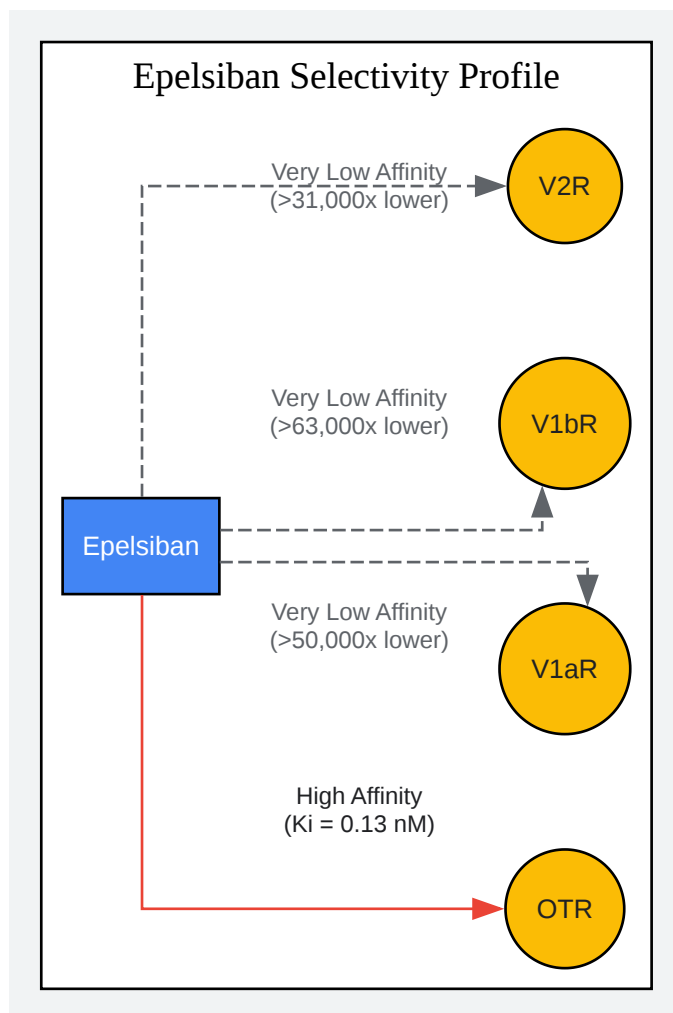 Epelsiban Selectivity Profile
Very Low Affinity
(>31,000x lower)
V2R
Very Low Affinity
(>63,000x lower)
V1bR
Epelsiban
Very Low Affinity
(>50,000x lower)
V1aR
High Affinity
(Ki = 0.13 nM)
OTR